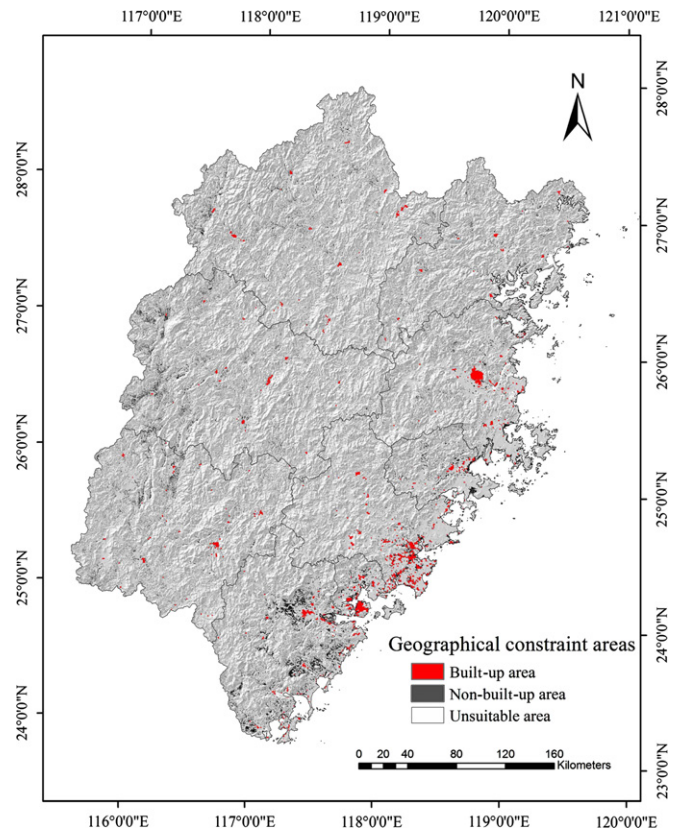 117°0'0"E 118°0'0"E 119°0'0"E 120°0'0"E 121°0'0"E
N
28°0'0"N
27°0'0"N
26°0'0"N
25°0'0"N
24°0'0"N
28°0'0"N
27°0'0"N
26°0'0"N
25°0'0"N
24°0'0"N
23°0'0"N
Geographical constraint areas
Built-up area
Non-built-up area
Unsuitable area
0 20 40 80 120 160
Kilometers
116°0'0"E 117°0'0"E 118°0'0"E 119°0'0"E 120°0'0"E